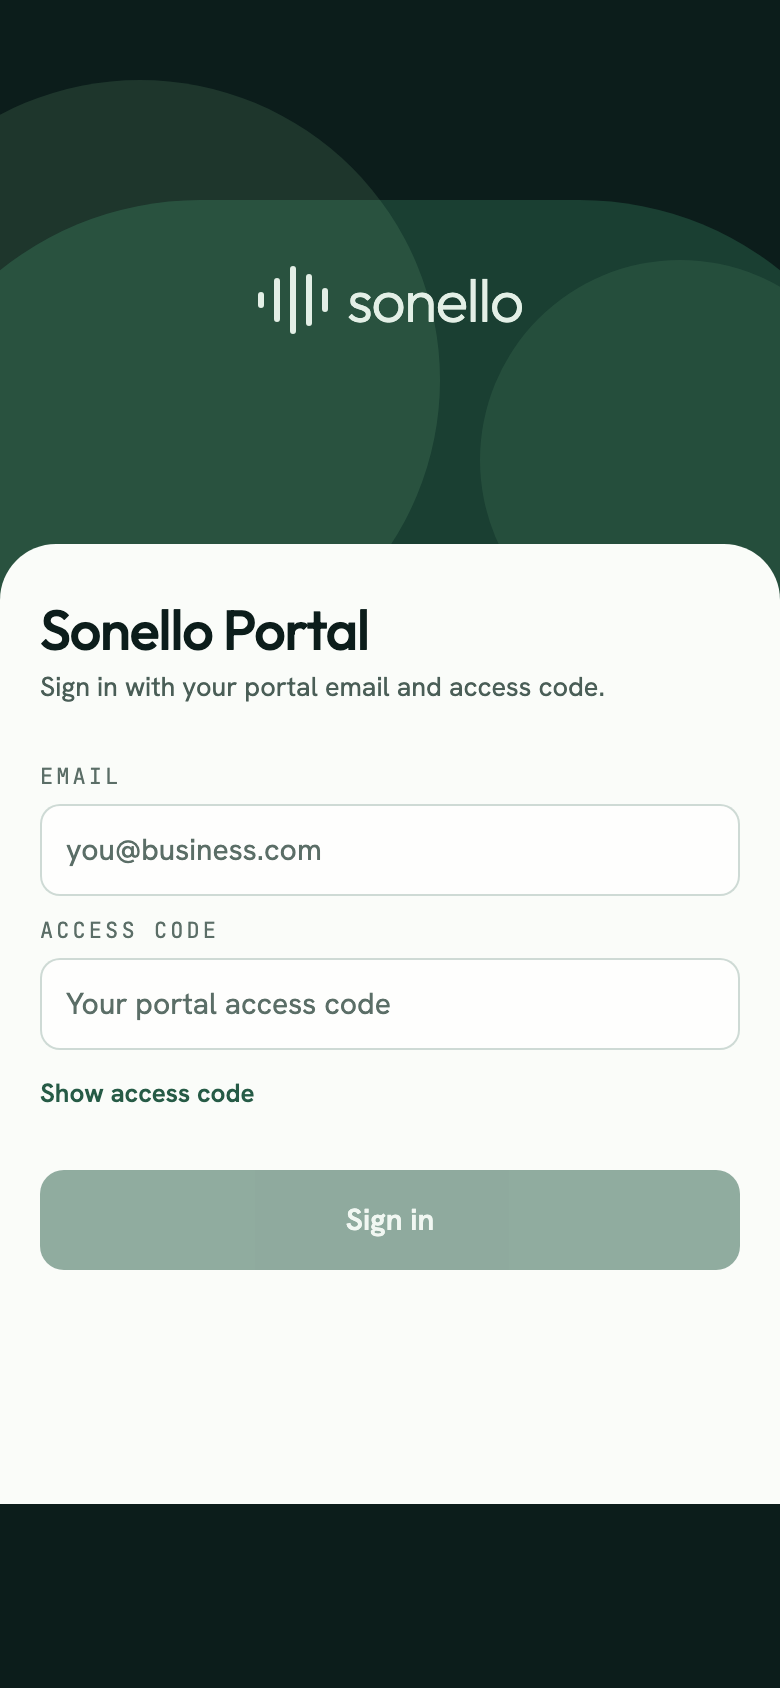 sonello
Sonello Portal
Sign in with your portal email and access code.
EMAIL
you@business.com
ACCESS CODE
Your portal access code
Show access code
Sign in